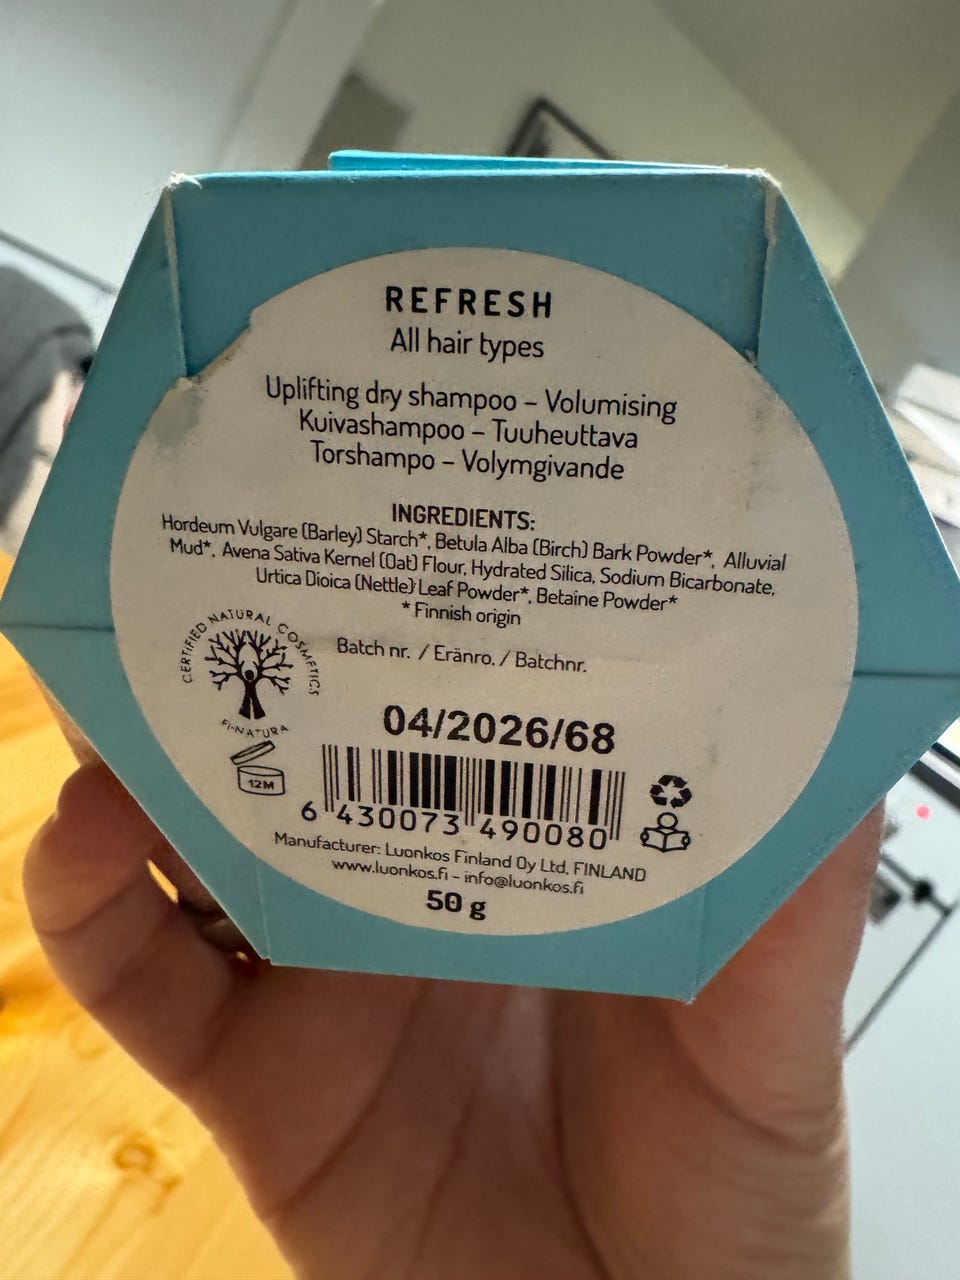 REFRESH
All hair types
Uplifting dry shampoo – Volumising
Kuivashampoo – Tuuheuttava
Torshampo – Volymgivande
INGREDIENTS:
Hordeum Vulgare (Barley) Starch*, Betula Alba (Birch) Bark Powder*, Alluvial
Mud*, Avena Sativa Kernel (Oat) Flour, Hydrated Silica, Sodium Bicarbonate,
Urtica Dioica (Nettle) Leaf Powder*, Betaine Powder*
* Finnish origin
CERTIFIED NATURAL COSMETICS
FI-NATURA
Batch nr. / Eränro. / Batchnr.
04/2026/68
12M
6 430073 490080
Manufacturer: Luonkos Finland Oy Ltd, FINLAND
www.luonkos.fi – info@luonkos.fi
50 g